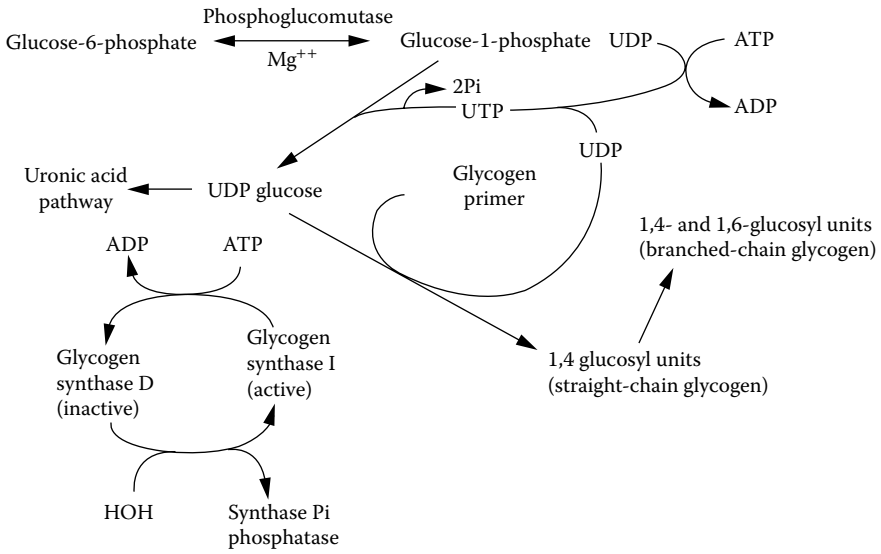 Phosphoglucomutase
Glucose-6-phosphate
Mg++
Glucose-1-phosphate
UDP
ATP
2Pi
UTP
ADP
UDP
Uronic acid
pathway
UDP glucose
Glycogen
primer
1,4- and 1,6-glucosyl units
(branched-chain glycogen)
ADP
ATP
Glycogen
synthase D
(inactive)
Glycogen
synthase I
(active)
1,4 glucosyl units
(straight-chain glycogen)
HOH
Synthase Pi
phosphatase